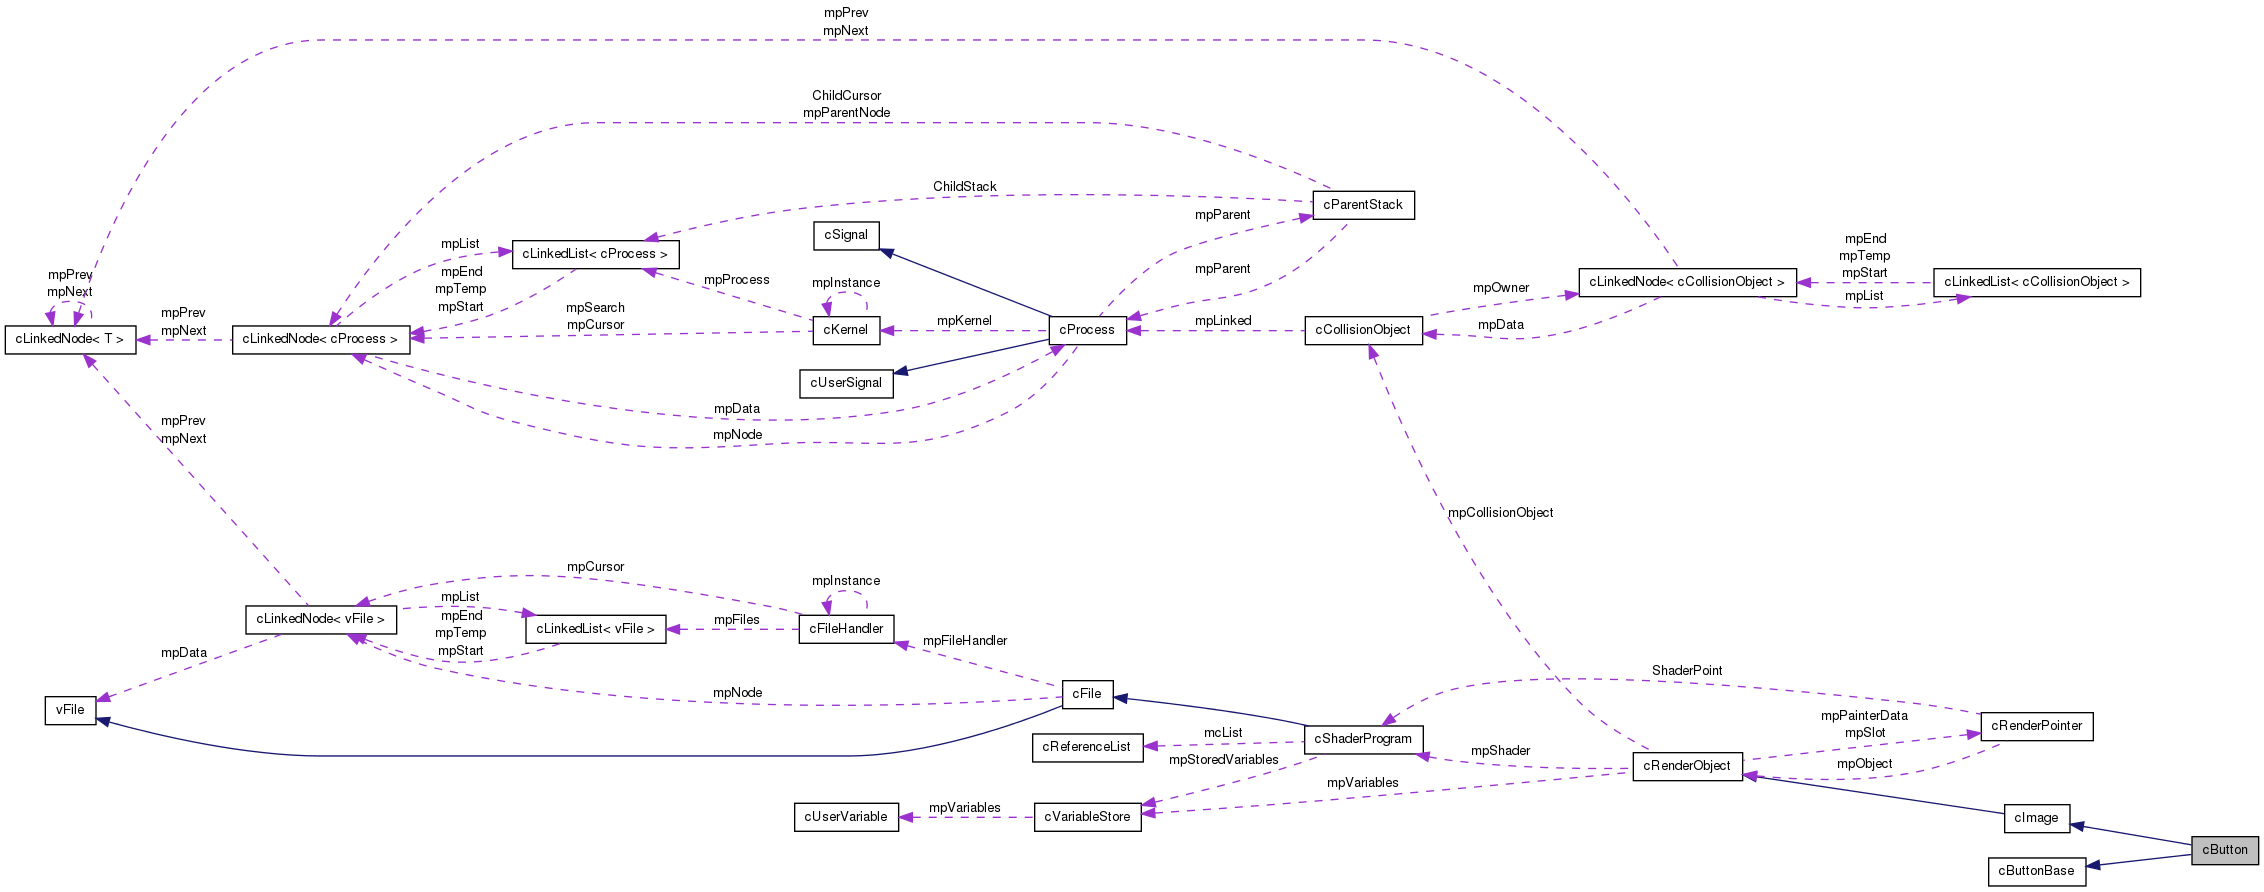 mpPrev
mpNext
ChildCursor
mpParentNode
ChildStack
cParentStack
mpParent
cSignal
mpList
cLinkedList< cProcess >
mpEnd
mpTemp
mpStart
mpPrev
mpNext
mpProcess
mpInstance
mpParent
mpEnd
mpTemp
mpStart
cLinkedNode< cCollisionObject >
cLinkedList< cCollisionObject >
mpOwner
mpList
mpSearch
mpCursor
mpPrev
mpNext
cLinkedNode< T >
cLinkedNode< cProcess >
cKernel
mpKernel
cProcess
mpLinked
cCollisionObject
mpData
cUserSignal
mpData
mpNode
mpPrev
mpNext
mpCollisionObject
mpCursor
mpInstance
mpList
mpEnd
mpTemp
mpStart
cLinkedNode< vFile >
cLinkedList< vFile >
mpFiles
cFileHandler
mpFileHandler
mpData
mpNode
vFile
cFile
ShaderPoint
mpPainterData
mpSlot
cRenderPointer
mcList
cReferenceList
cShaderProgram
mpShader
mpStoredVariables
cRenderObject
mpObject
mpVariables
mpVariables
cUserVariable
cVariableStore
cImage
cButton
cButtonBase